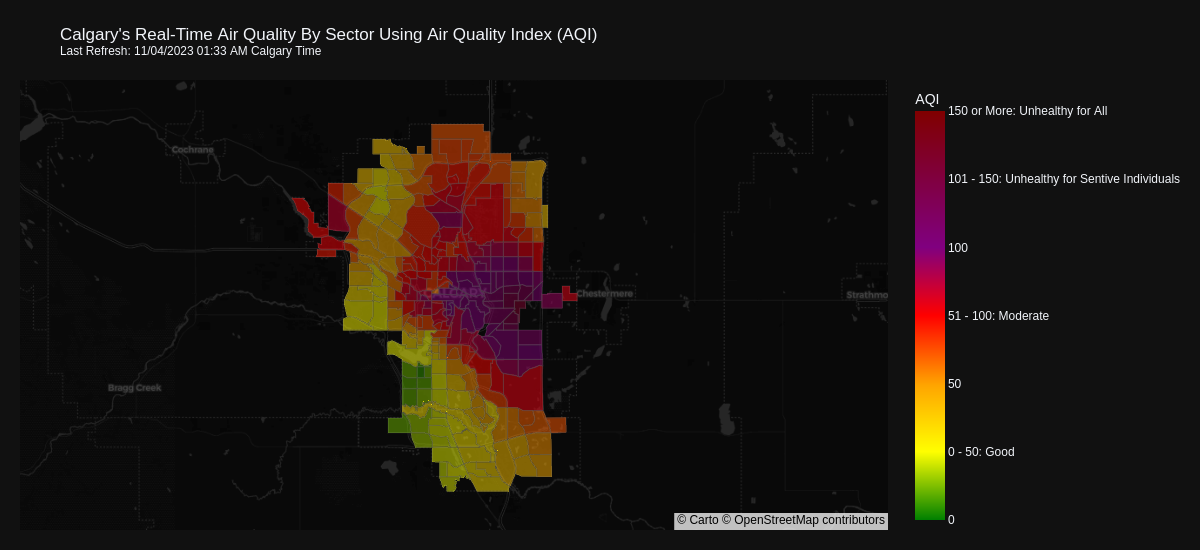 Calgary's Real-Time Air Quality By Sector Using Air Quality Index (AQI)
Last Refresh: 11/04/2023 01:33 AM Calgary Time
AQI
150 or More: Unhealthy for All
Cochrane
101 - 150: Unhealthy for Sentive Individuals
100
CALGARY
Chestermere
Strathmo
51 - 100: Moderate
50
Bragg Creek
0 - 50: Good
0
© Carto © OpenStreetMap contributors